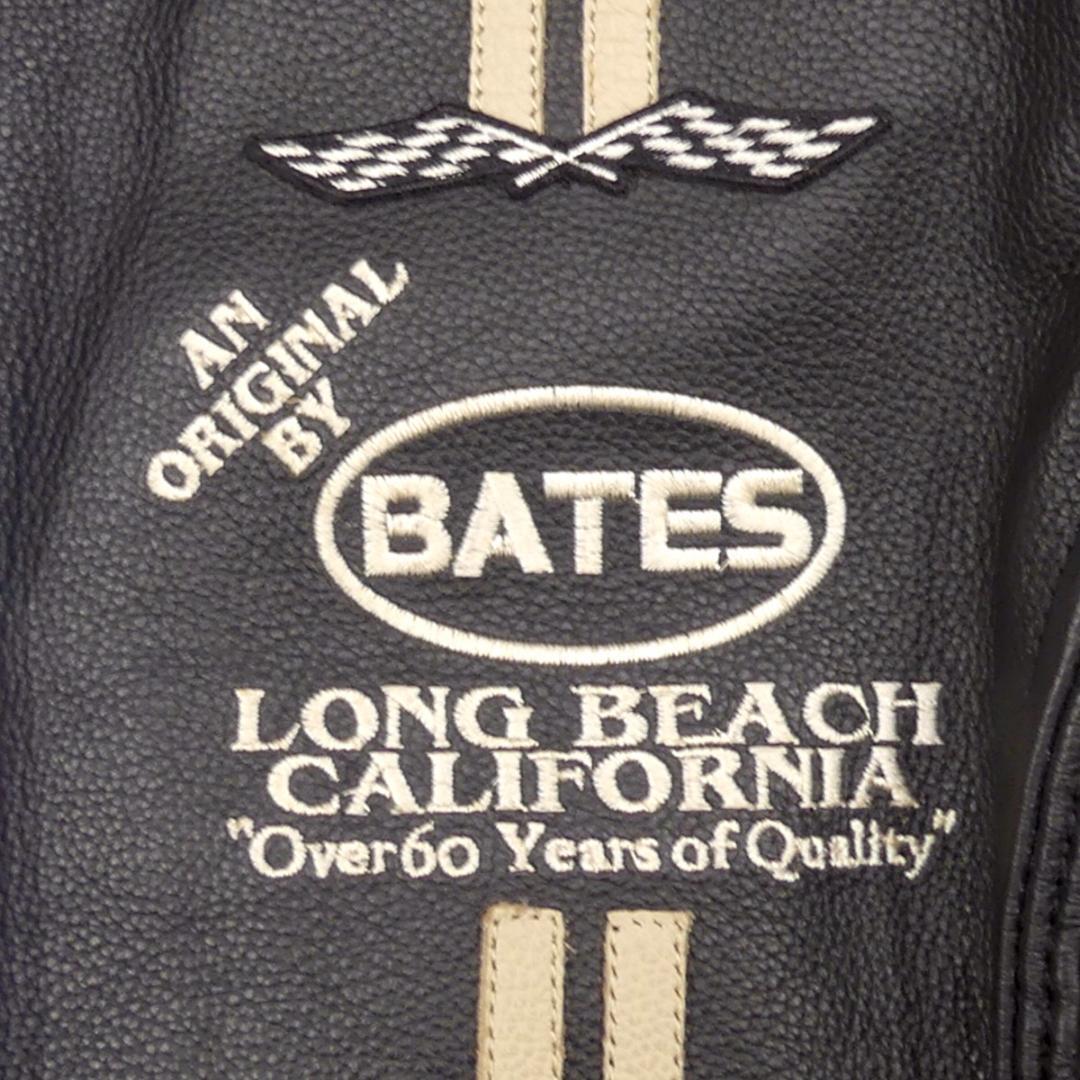 AN
ORIGINAL
BY
BATES
LONG BEACH
CALIFORNIA
"Over 60 Years of Quality"